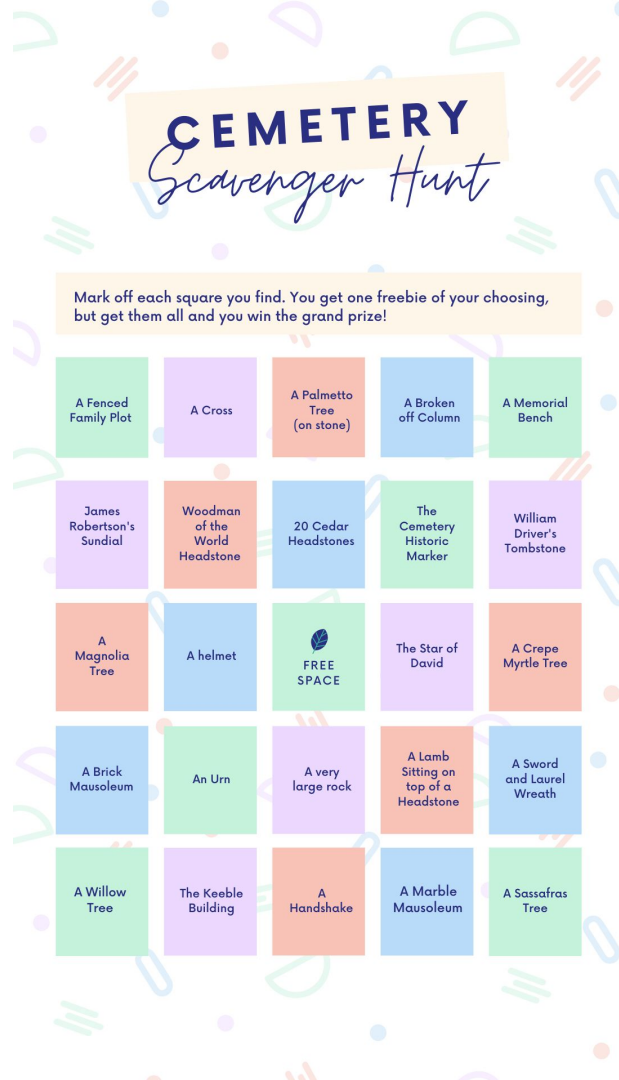 CEMETERY
Scavenger Hunt
Mark off each square you find. You get one freebie of your choosing,
but get them all and you win the grand prize!
A Fenced
Family Plot
A Cross
A Palmetto
Tree
(on stone)
A Broken
off Column
A Memorial
Bench
James
Robertson's
Sundial
Woodman
of the
World
Headstone
20 Cedar
Headstones
The
Cemetery
Historic
Marker
William
Driver's
Tombstone
A
Magnolia
Tree
A helmet
FREE
SPACE
The Star of
David
A Crepe
Myrtle Tree
A Brick
Mausoleum
An Urn
A very
large rock
A Lamb
Sitting on
top of a
Headstone
A Sword
and Laurel
Wreath
A Willow
Tree
The Keeble
Building
A
Handshake
A Marble
Mausoleum
A Sassafras
Tree